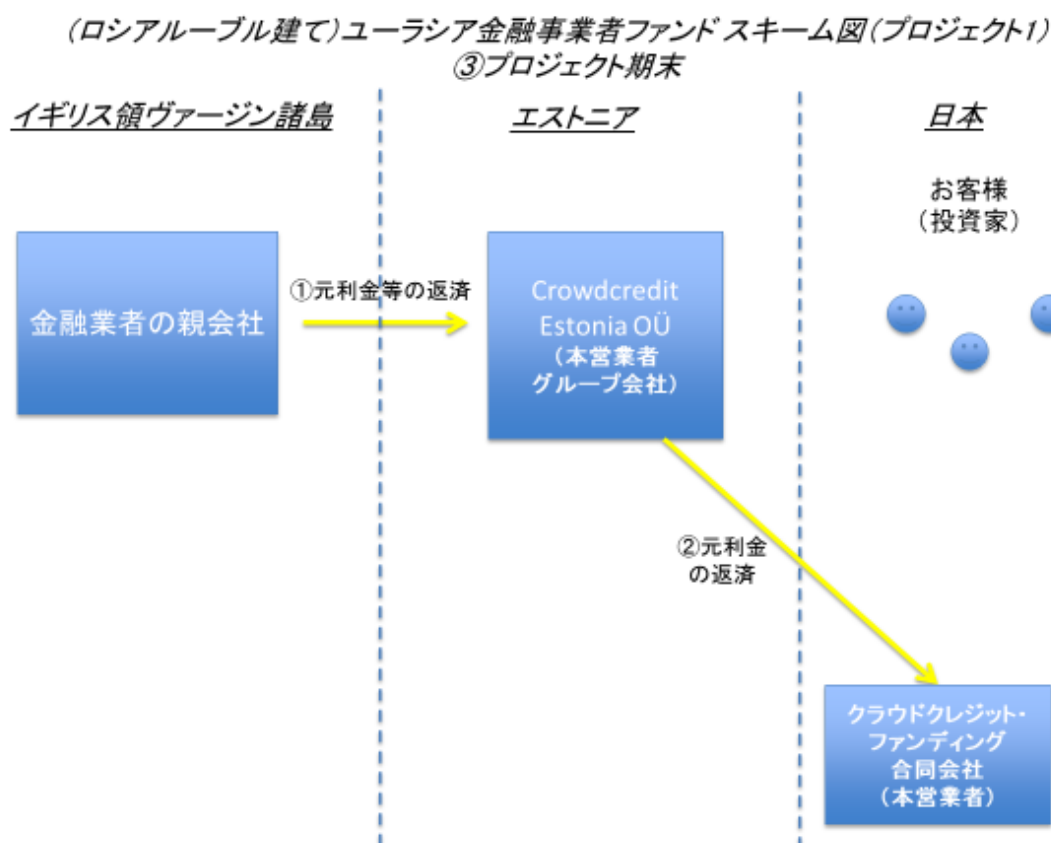 (ロシアルーブル建て)ユーラシア金融事業者ファンド スキーム図(プロジェクト1)
③プロジェクト期末
イギリス領ヴァージン諸島
エストニア
日本
お客様
(投資家)
金融業者の親会社
①元利金等の返済
Crowdcredit
Estonia OÜ
(本営業者
グループ会社)
②元利金
の返済
クラウドクレジット・
ファンディング
合同会社
(本営業者)